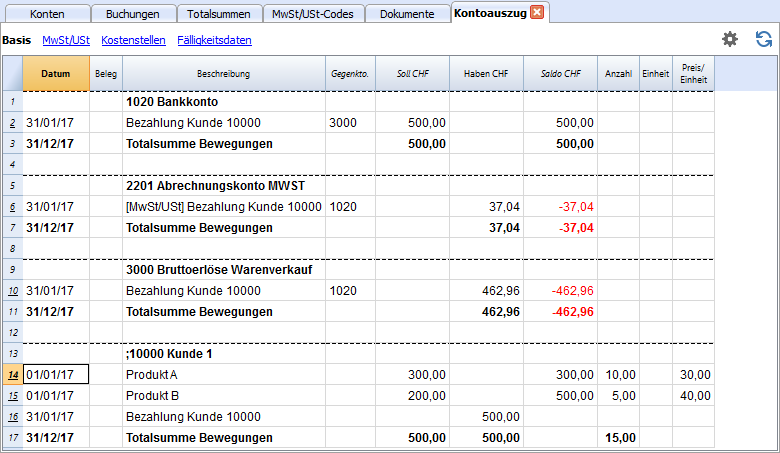 Konten Buchungen Totalsummen MwSt/USt-Codes Dokumente Kontoauszug
Basis MwSt/USt Kostenstellen Fälligkeitsdaten
Datum Beleg Beschreibung Gegenkto. Soll CHF Haben CHF Saldo CHF Anzahl Einheit Preis/
Einheit
1 1020 Bankkonto
2 31/01/17 Bezahlung Kunde 10000 3000 500,00 500,00
3 31/12/17 Totalsumme Bewegungen 500,00 500,00
4
5 2201 Abrechnungskonto MWST
6 31/01/17 [MwSt/USt] Bezahlung Kunde 10000 1020 37,04 -37,04
7 31/12/17 Totalsumme Bewegungen 37,04 -37,04
8
9 3000 Bruttoerlöse Warenverkauf
10 31/01/17 Bezahlung Kunde 10000 1020 462,96 -462,96
11 31/12/17 Totalsumme Bewegungen 462,96 -462,96
12
13 ;10000 Kunde 1
14 01/01/17 Produkt A 300,00 300,00 10,00 30,00
15 01/01/17 Produkt B 200,00 500,00 5,00 40,00
16 31/01/17 Bezahlung Kunde 10000 500,00
17 31/12/17 Totalsumme Bewegungen 500,00 500,00 15,00